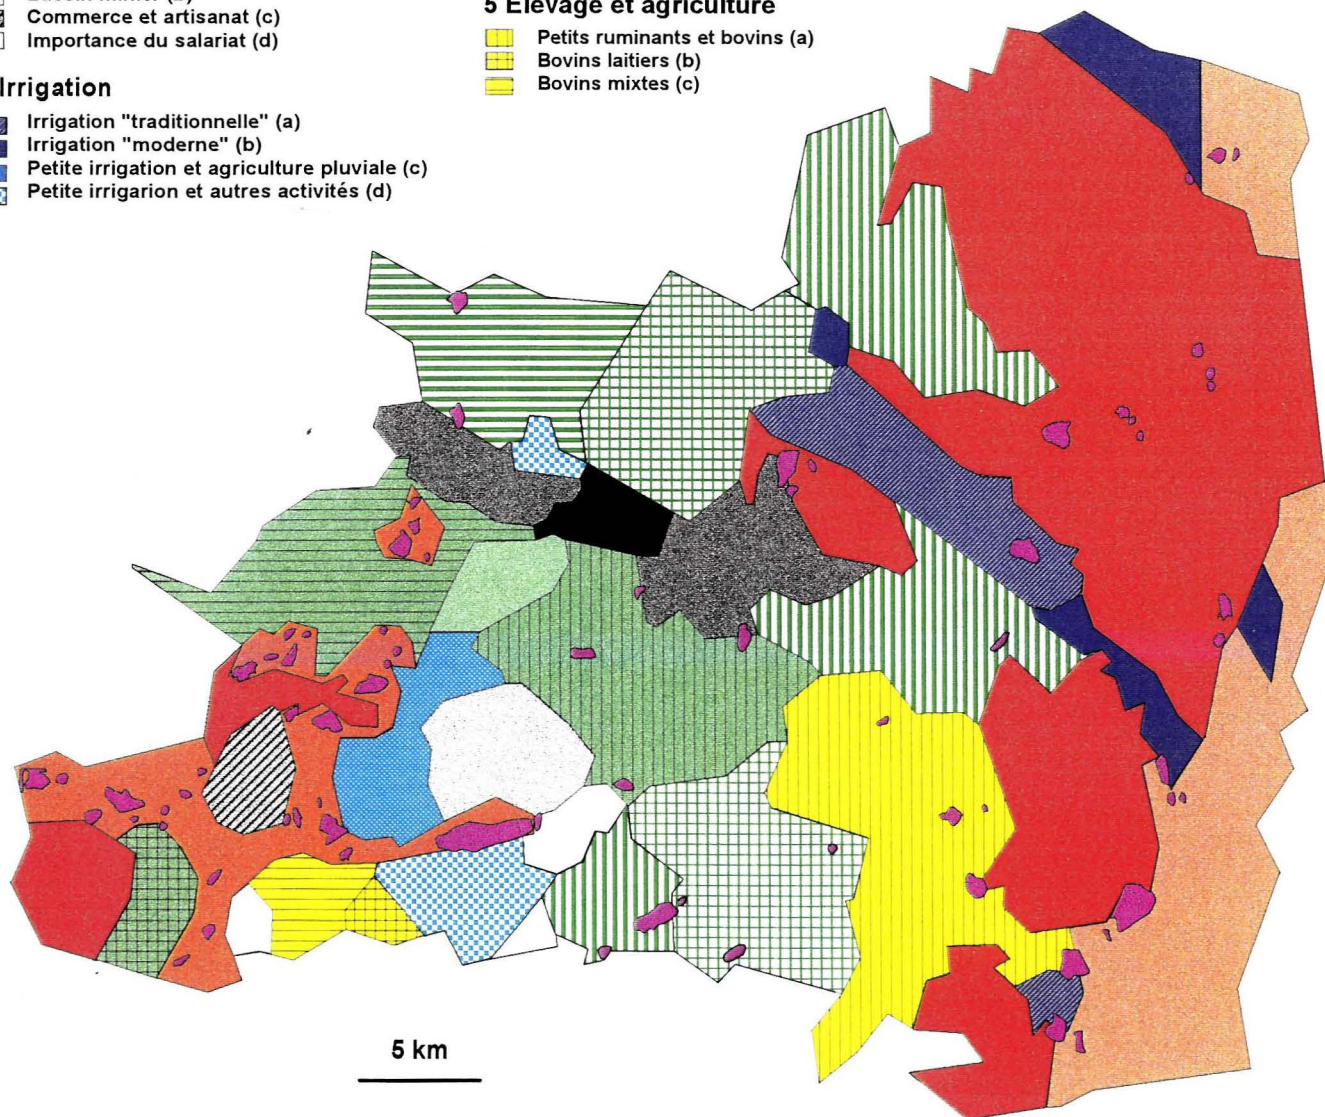 Commerce et artisanat (c)
Importance du salariat (d)
Irrigation
Irrigation "traditionnelle" (a)
Irrigation "moderne" (b)
Petite irrigation et agriculture pluviale (c)
Petite irrigarion et autres activités (d)
5 Elevage et agriculture
Petits ruminants et bovins (a)
Bovins laitiers (b)
Bovins mixtes (c)
5 km